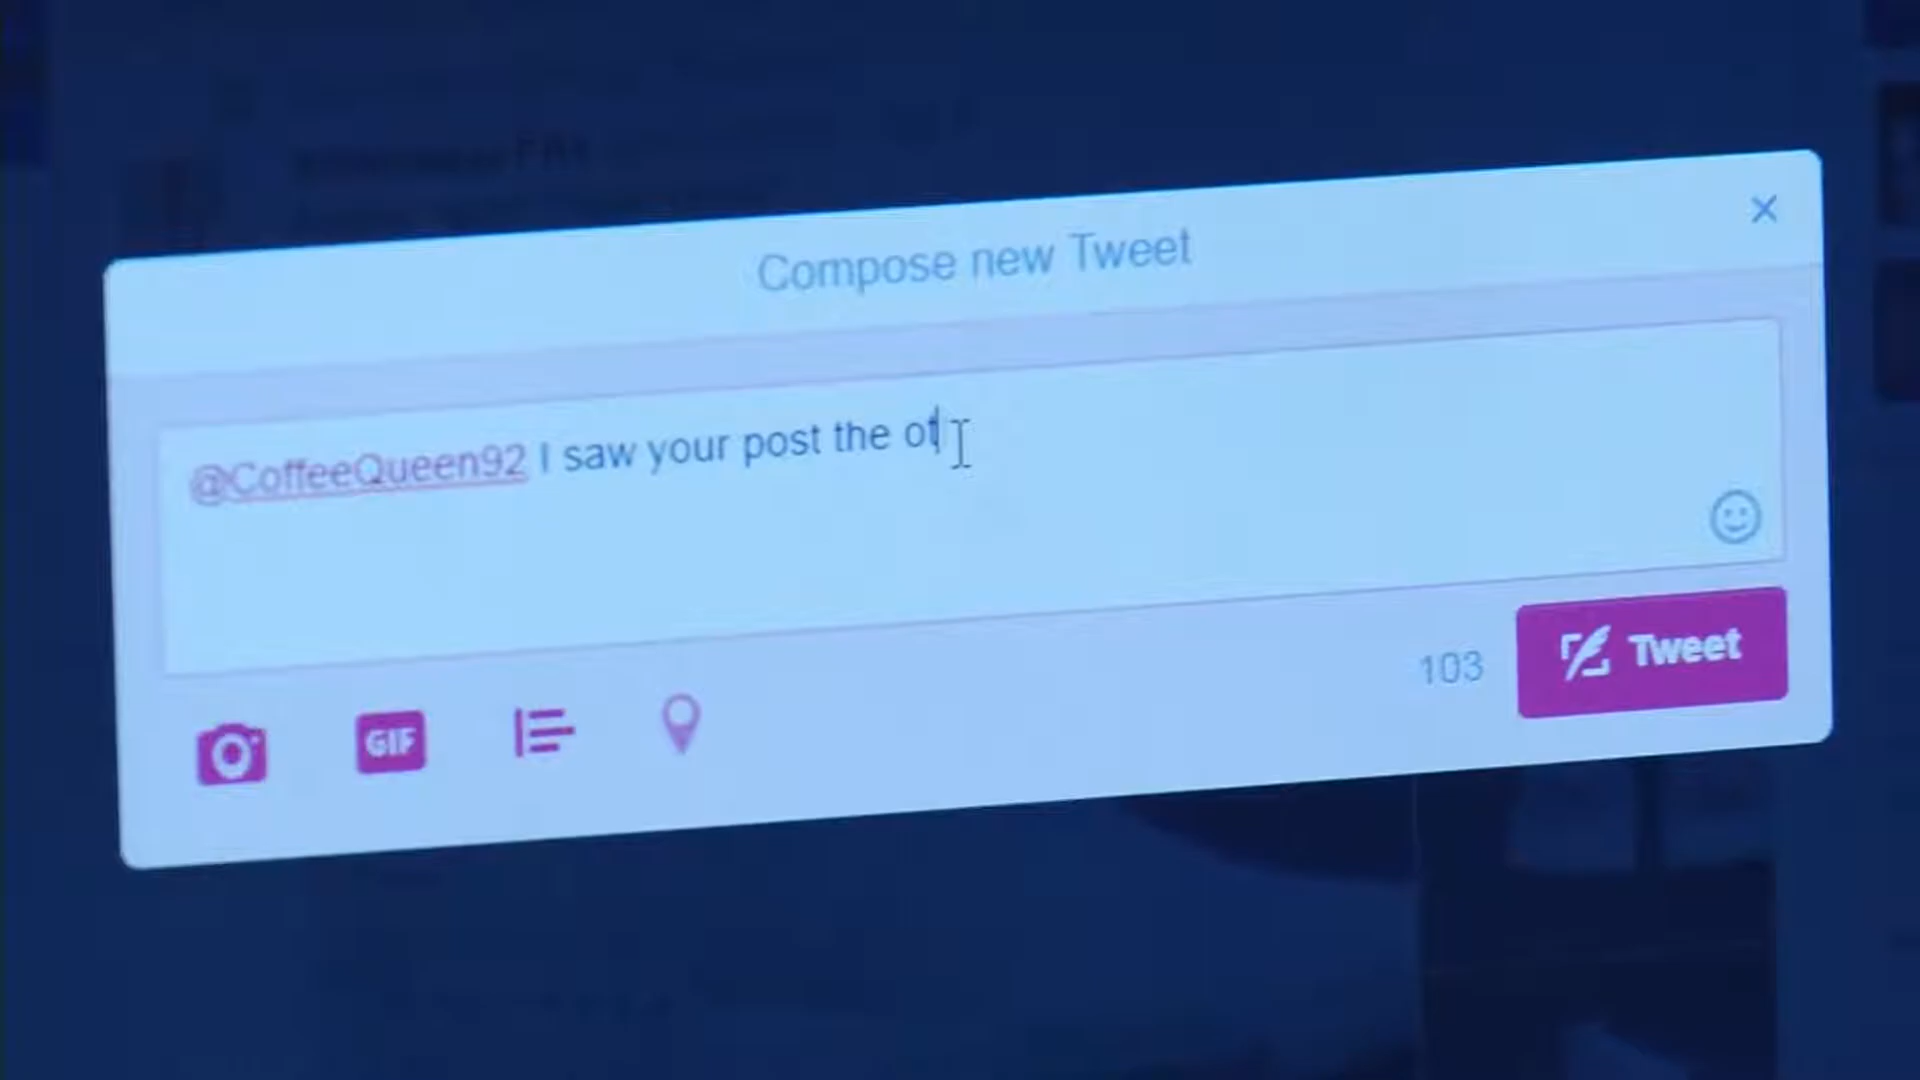 Compose new Tweet
@CoffeeQueen92 I saw your post the ot
GIF
103
Tweet